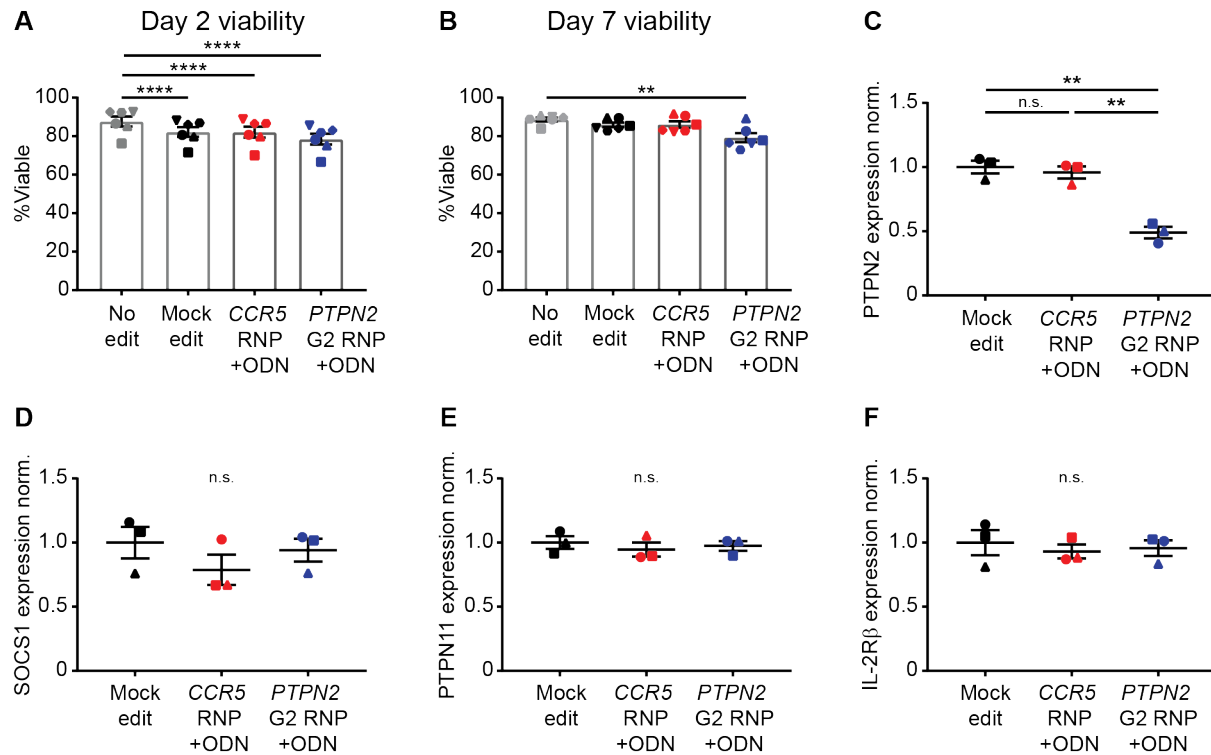 A
Day 2 viability
****
****
****
100
80
60
40
20
0
%Viable
No
edit
Mock
edit
CCR5
RNP
+ODN
PTPN2
G2 RNP
+ODN
B
Day 7 viability
**
100
80
60
40
20
0
%Viable
No
edit
Mock
edit
CCR5
RNP
+ODN
PTPN2
G2 RNP
+ODN
C
**
n.s.
**
1.5
1.0
0.5
0
PTPN2 expression norm.
Mock
edit
CCR5
RNP
+ODN
PTPN2
G2 RNP
+ODN
D
n.s.
1.5
1.0
0.5
0
SOCS1 expression norm.
Mock
edit
CCR5
RNP
+ODN
PTPN2
G2 RNP
+ODN
E
n.s.
1.5
1.0
0.5
0
PTPN11 expression norm.
Mock
edit
CCR5
RNP
+ODN
PTPN2
G2 RNP
+ODN
F
n.s.
1.5
1.0
0.5
0
IL-2Rβ expression norm.
Mock
edit
CCR5
RNP
+ODN
PTPN2
G2 RNP
+ODN